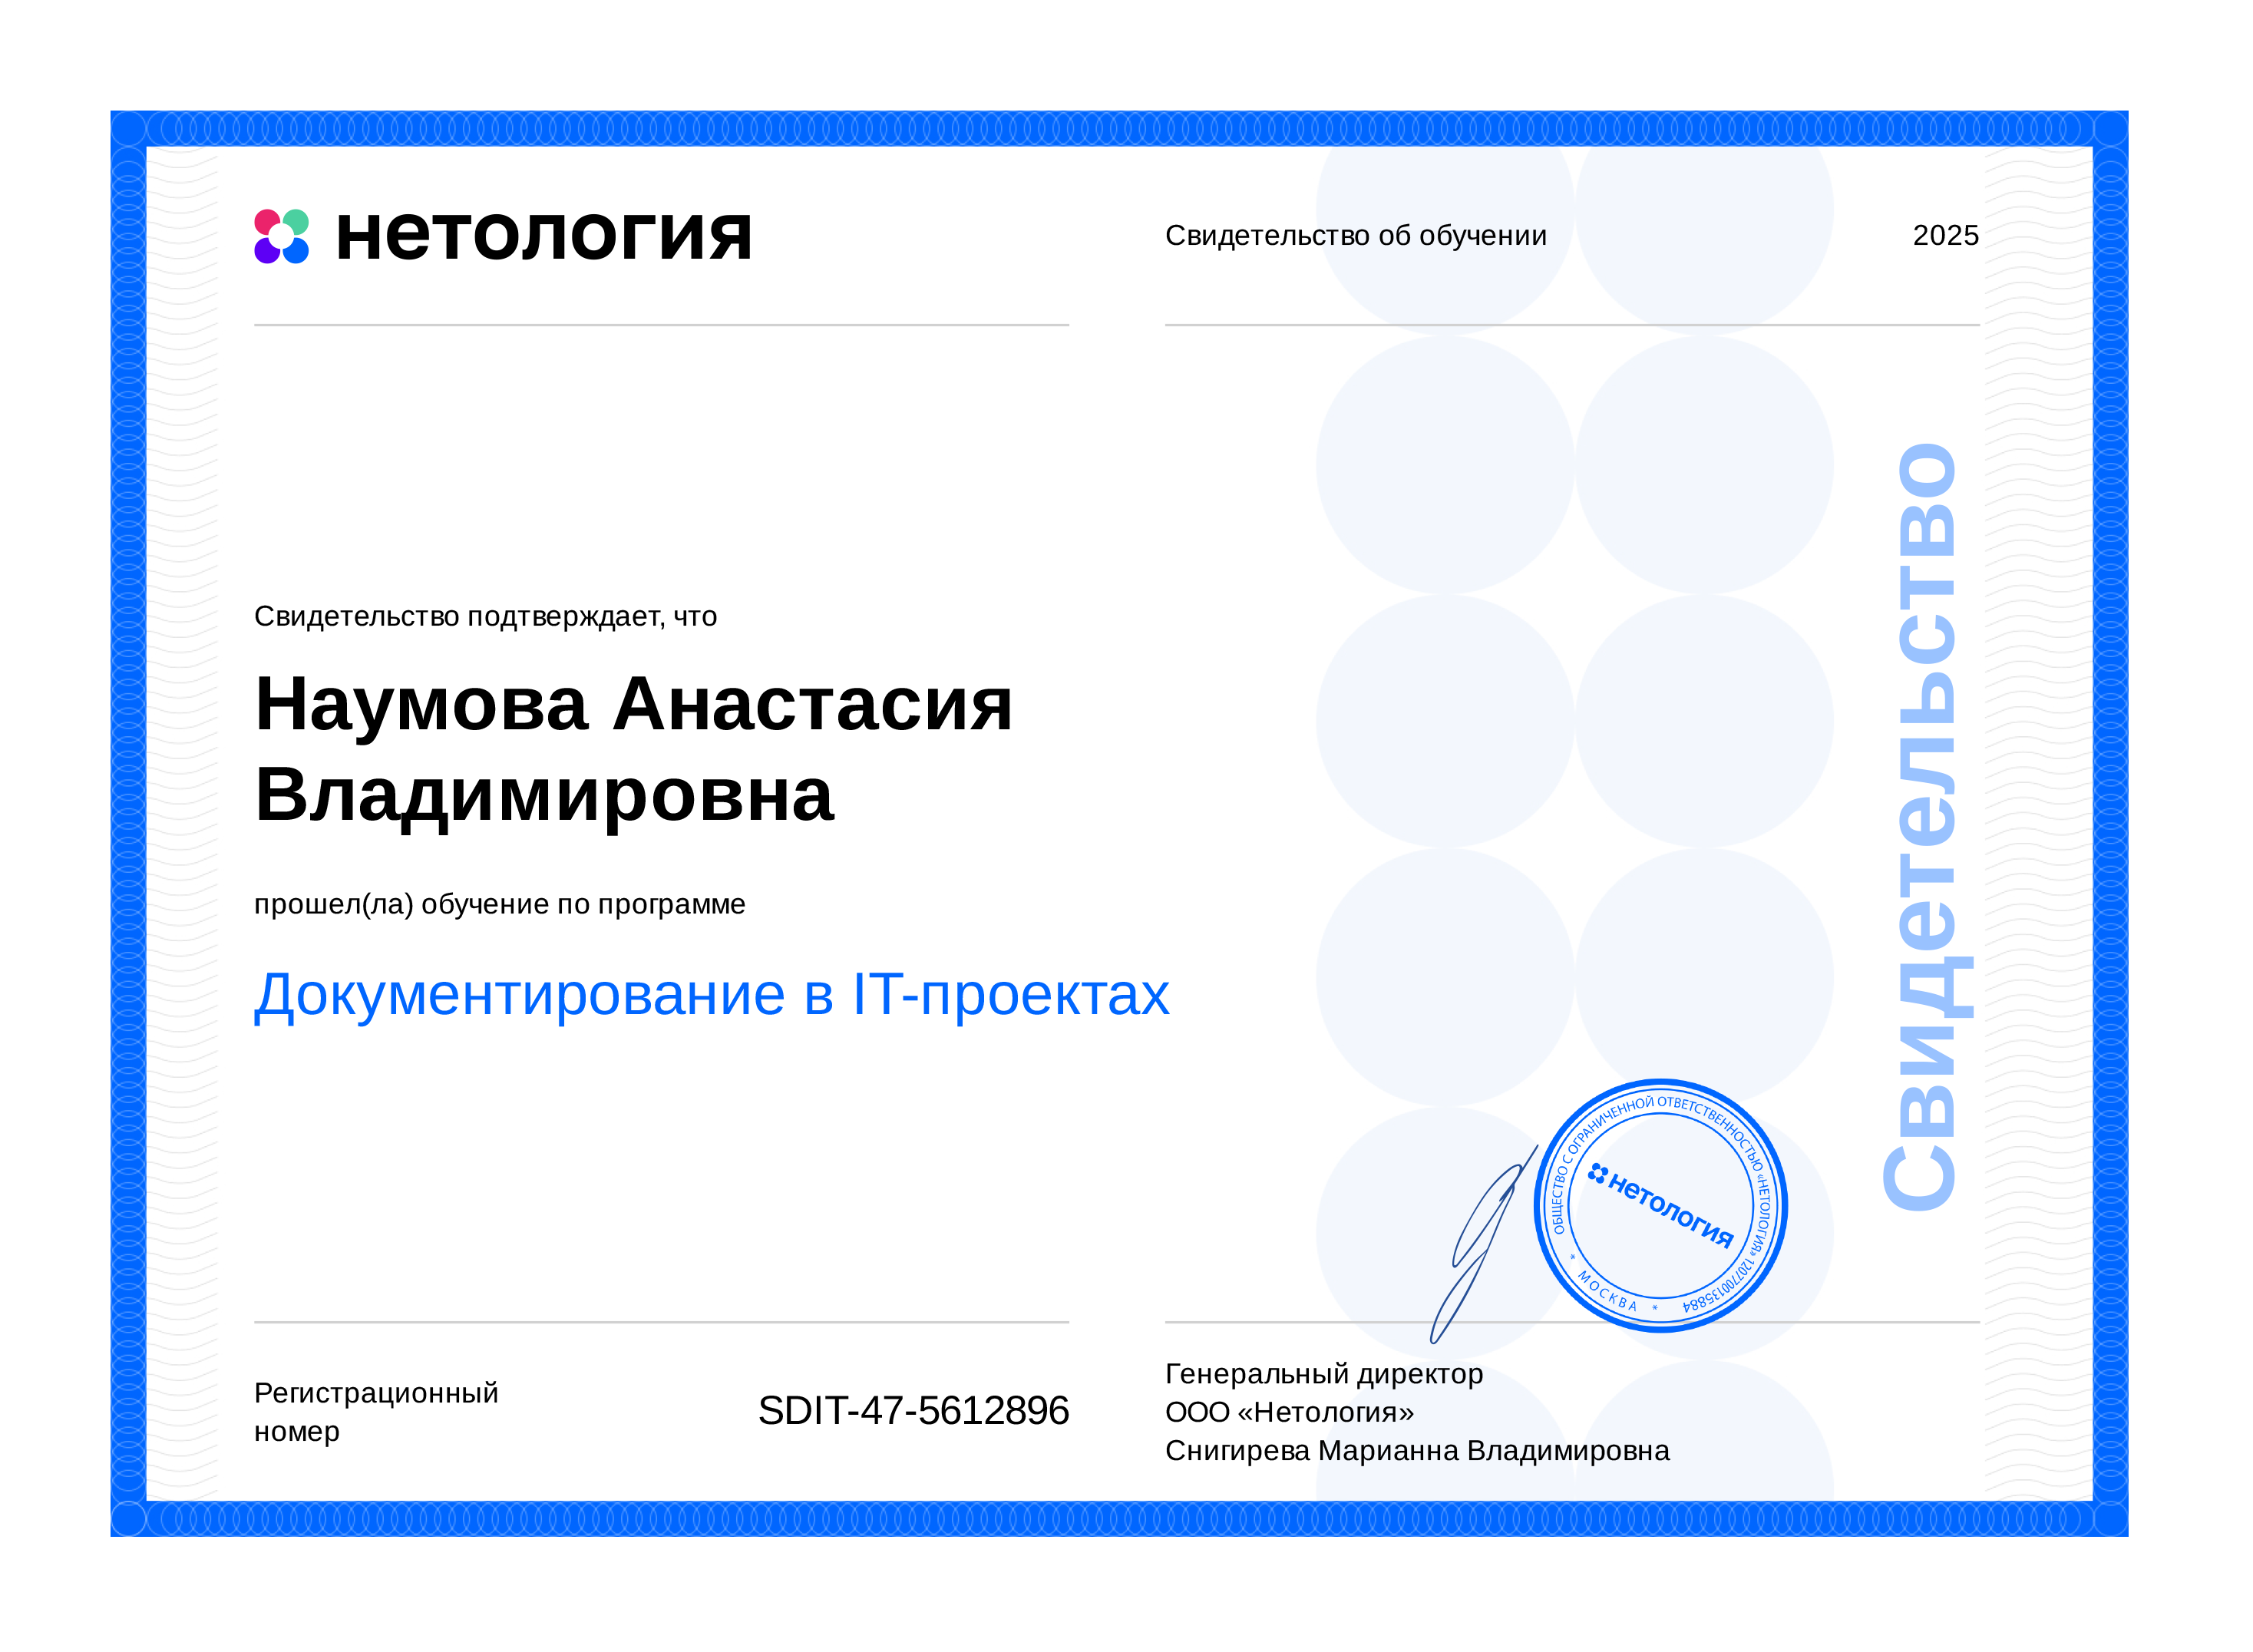 нетология
Свидетельство об обучении
2025
Свидетельство подтверждает, что
Наумова Анастасия
Владимировна
прошел(ла) обучение по программе
Документирование в IT-проектах
Свидетельство
ОБЩЕСТВО С ОГРАНИЧЕННОЙ ОТВЕТСТВЕННОСТЬЮ «НЕТОЛОГИЯ» 1207700135884
* МОСКВА *
нетология
Регистрационный
номер
SDIT-47-5612896
Генеральный директор
ООО «Нетология»
Снигирева Марианна Владимировна